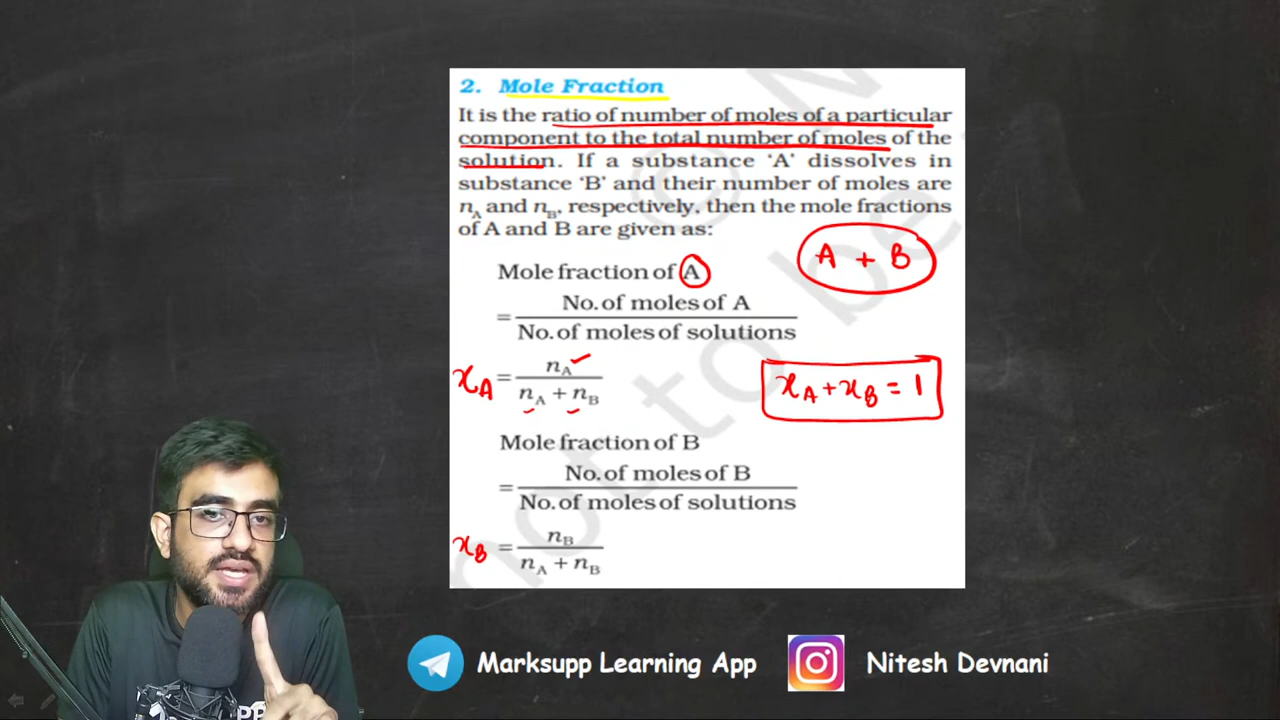 2. Mole Fraction
It is the ratio of number of moles of a particular
component to the total number of moles of the
solution. If a substance ‘A’ dissolves in
substance ‘B’ and their number of moles are
nA and nB, respectively, then the mole fractions
of A and B are given as:
A + B
Mole fraction of A
= No. of moles of A
No. of moles of solutions
xA = nA
nA + nB
xA + xB = 1
Mole fraction of B
= No. of moles of B
No. of moles of solutions
xB = nB
nA + nB
Marksupp Learning App
Nitesh Devnani